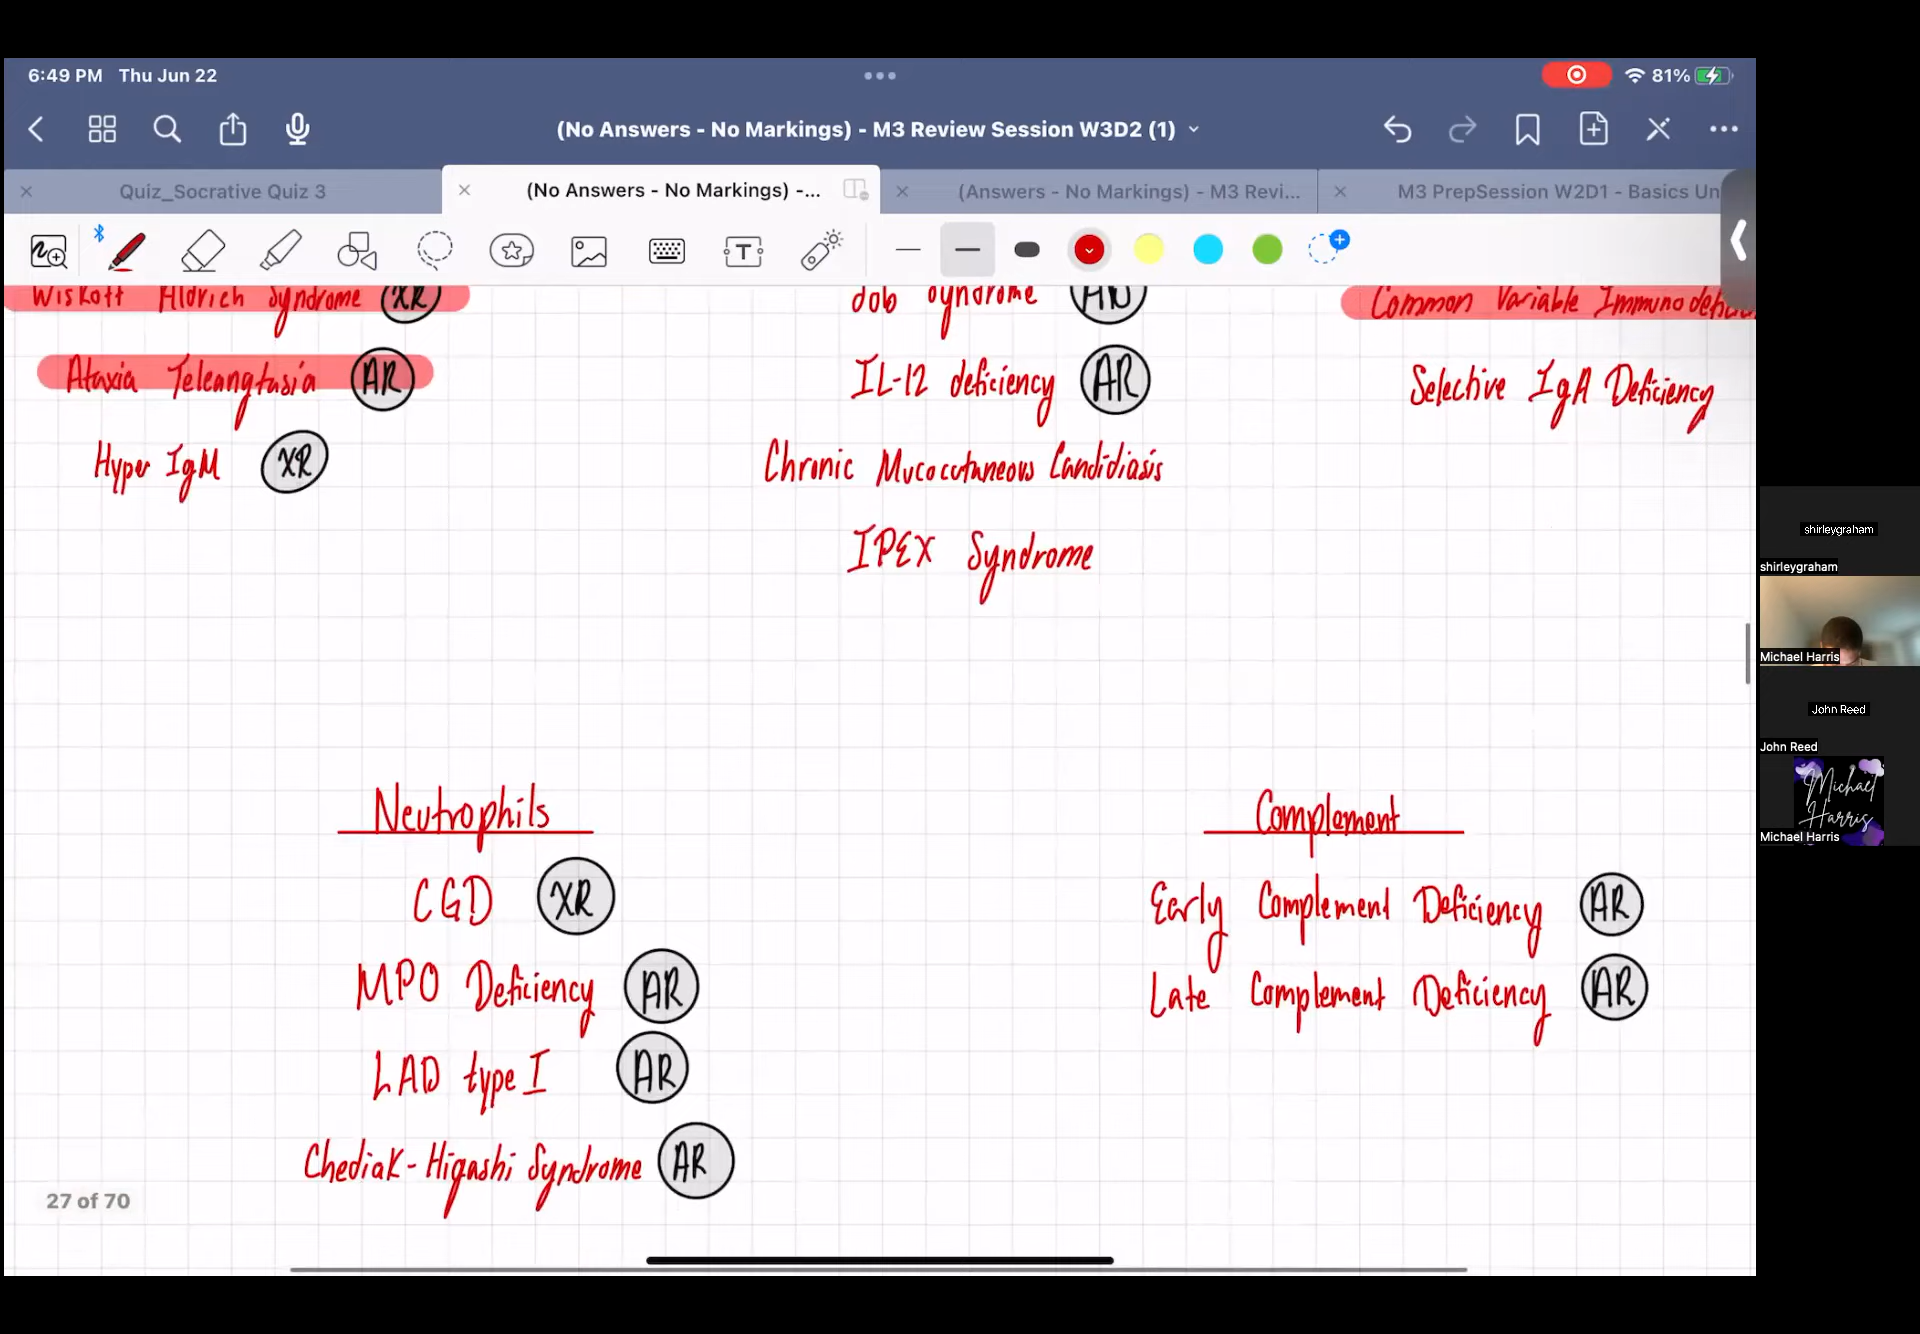 6:49 PM Thu Jun 22
81%
(No Answers - No Markings) - M3 Review Session W3D2 (1)
Quiz_Socrative Quiz 3
(No Answers - No Markings) -...
(Answers - No Markings) - M3 Revi...
M3 PrepSession W2D1 - Basics Un
Wiskott Aldrich Syndrome XR
Ataxia Teleangtasia AR
Hyper IgM XR
Job Syndrome AD
IL-12 deficiency AR
Chronic Mucocutaneous Candidiasis
IPEX Syndrome
Common Variable Immunodefi
Selective IgA Deficiency
Neutrophils
CGD XR
MPO Deficiency AR
LAD type I AR
Chediak-Higashi Syndrome AR
Complement
Early Complement Deficiency AR
Late Complement Deficiency AR
27 of 70
shirleygraham
shirleygraham
Michael Harris
John Reed
John Reed
Michael
Harris
Michael Harris